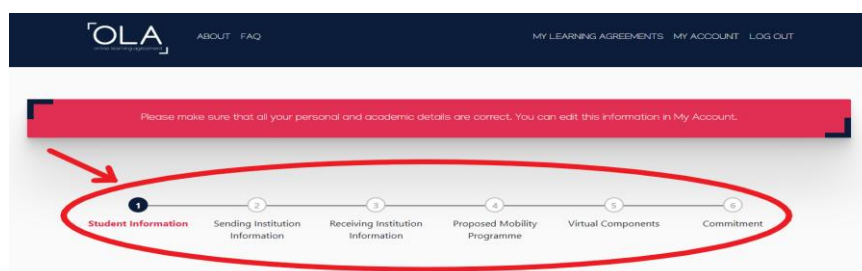 OLA
online learning agreement
ABOUT FAQ
MY LEARNING AGREEMENTS MY ACCOUNT LOG OUT
Please make sure that all your personal and academic details are correct. You can edit this information in My Account.
1 2 3 4 5 6
Student Information Sending Institution Receiving Institution Proposed Mobility Virtual Components Commitment
Information Information Programme